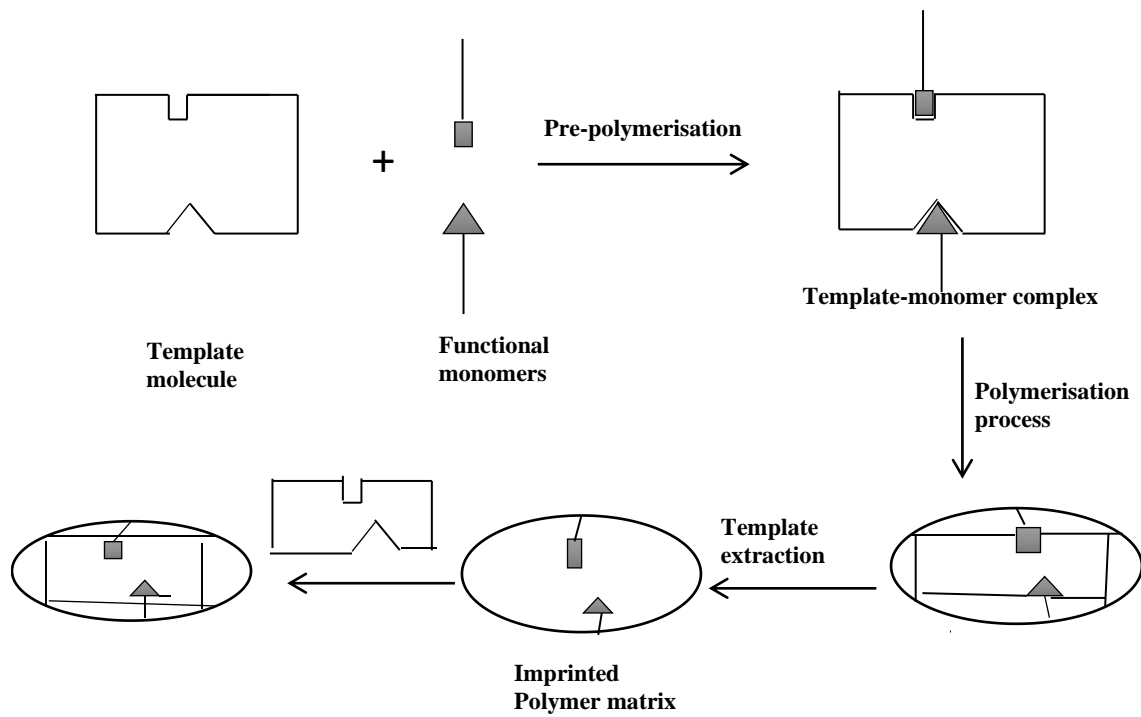 +
Pre-polymerisation
Template
molecule
Functional
monomers
Template-monomer complex
Polymerisation
process
Template
extraction
Imprinted
Polymer matrix